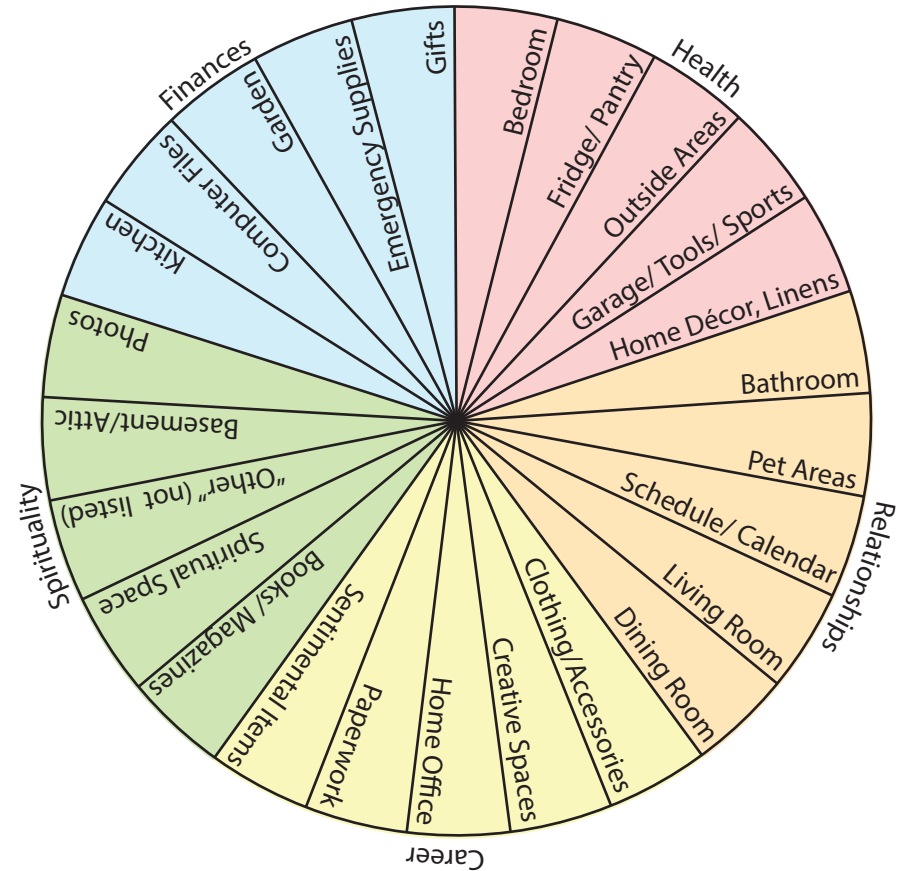 Health
Bedroom
Fridge/ Pantry
Outside Areas
Garage/ Tools/ Sports
Home Décor, Linens
Relationships
Bathroom
Pet Areas
Schedule/ Calendar
Living Room
Dining Room
Career
Clothing/Accessories
Creative Spaces
Home Office
Paperwork
Sentimental Items
Spirituality
Books/ Magazines
Spiritual Space
"Other" (not listed)
Basement/Attic
Photos
Finances
Kitchen
Computer Files
Garden
Emergency Supplies
Gifts